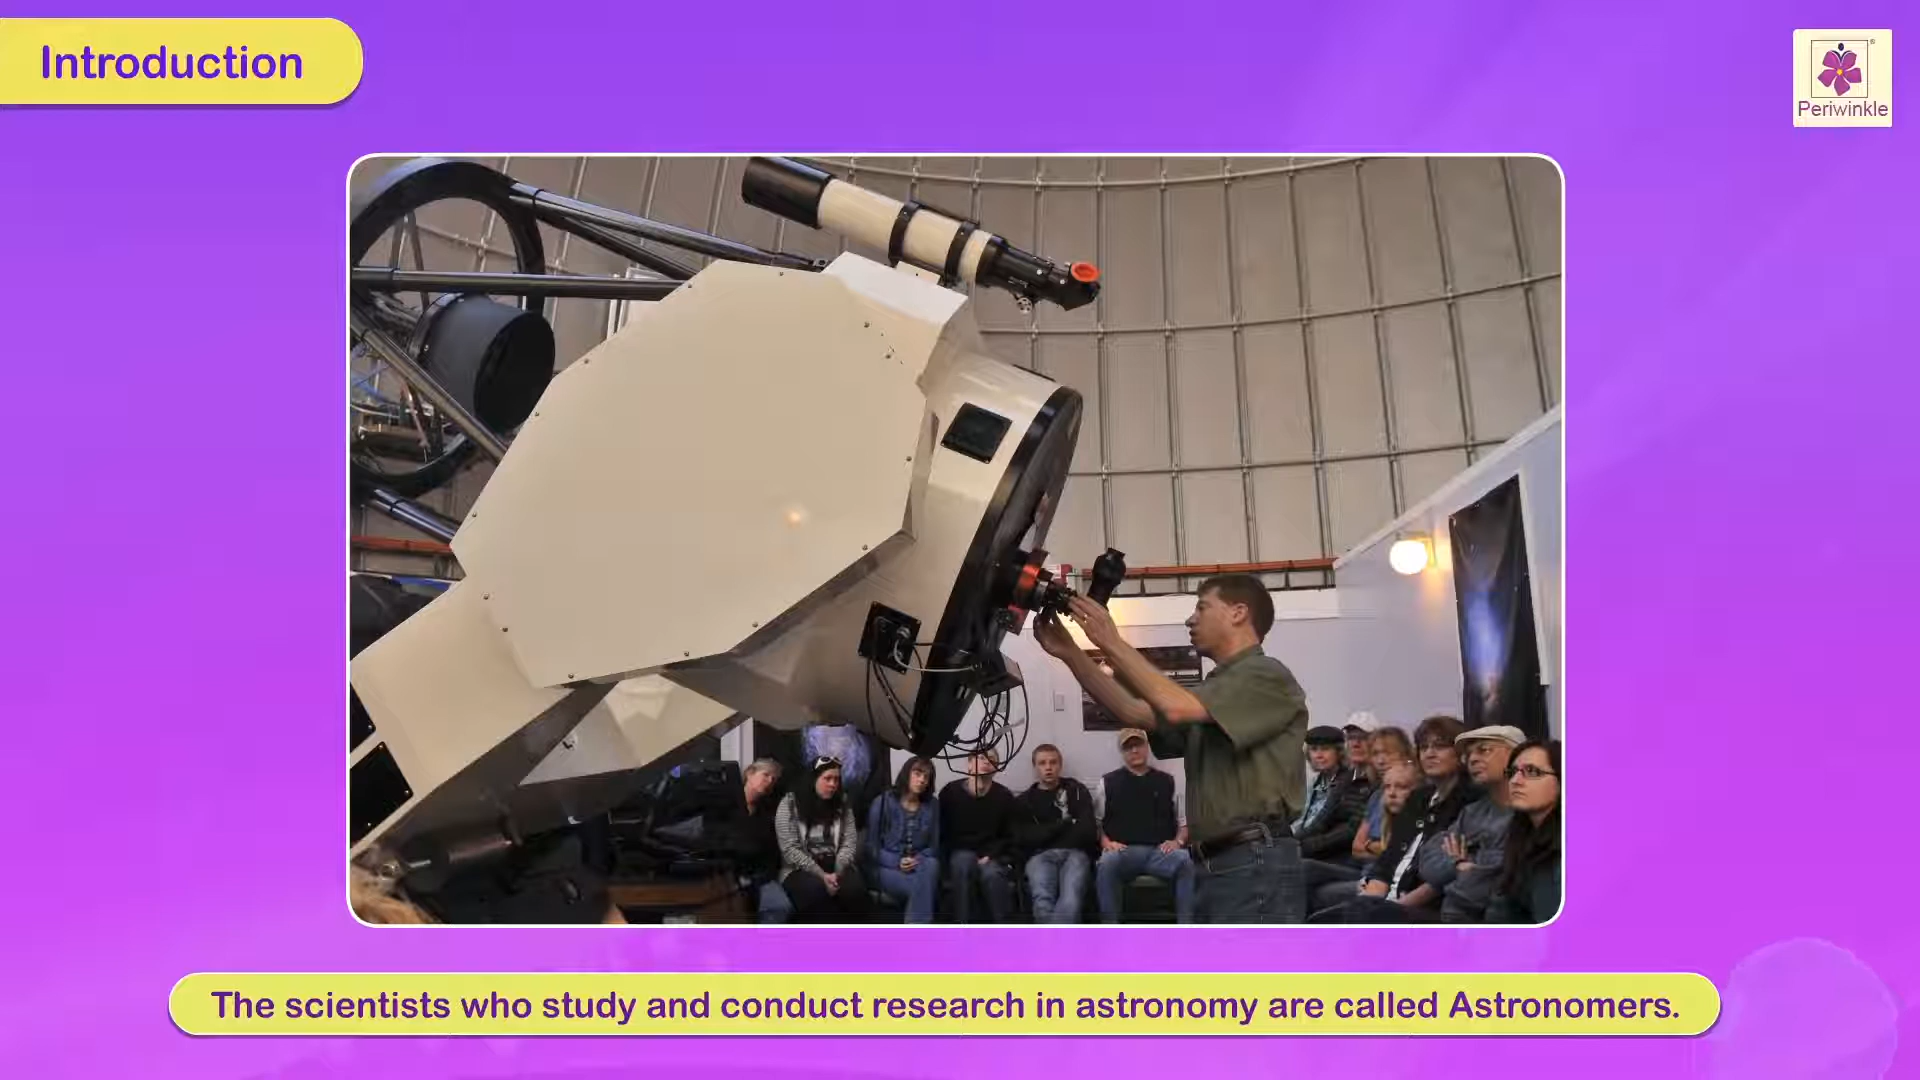 Introduction
Periwinkle
The scientists who study and conduct research in astronomy are called Astronomers.